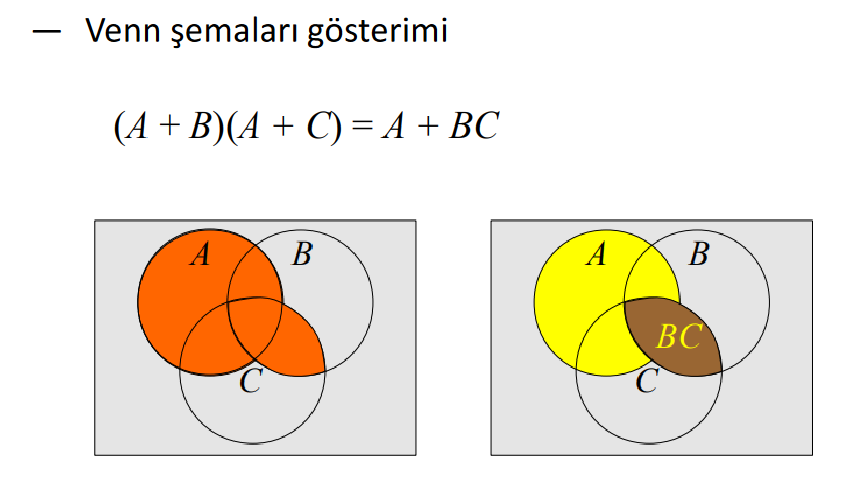 — Venn şemaları gösterimi
(A + B)(A + C) = A + BC
A B
C
A B
BC
C